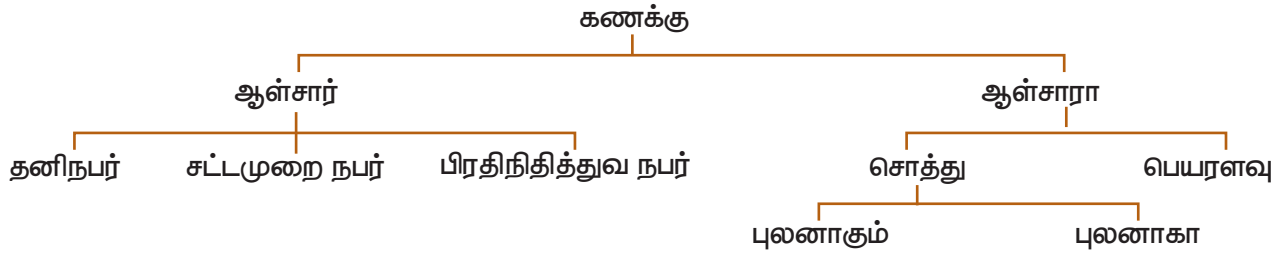 கணக்கு
ஆள்சார் ஆள்சாரா
தனிநபர் சட்டமுறை நபர் பிரதிநிதித்துவ நபர் சொத்து பெயரளவு
புலனாகும் புலனாகா